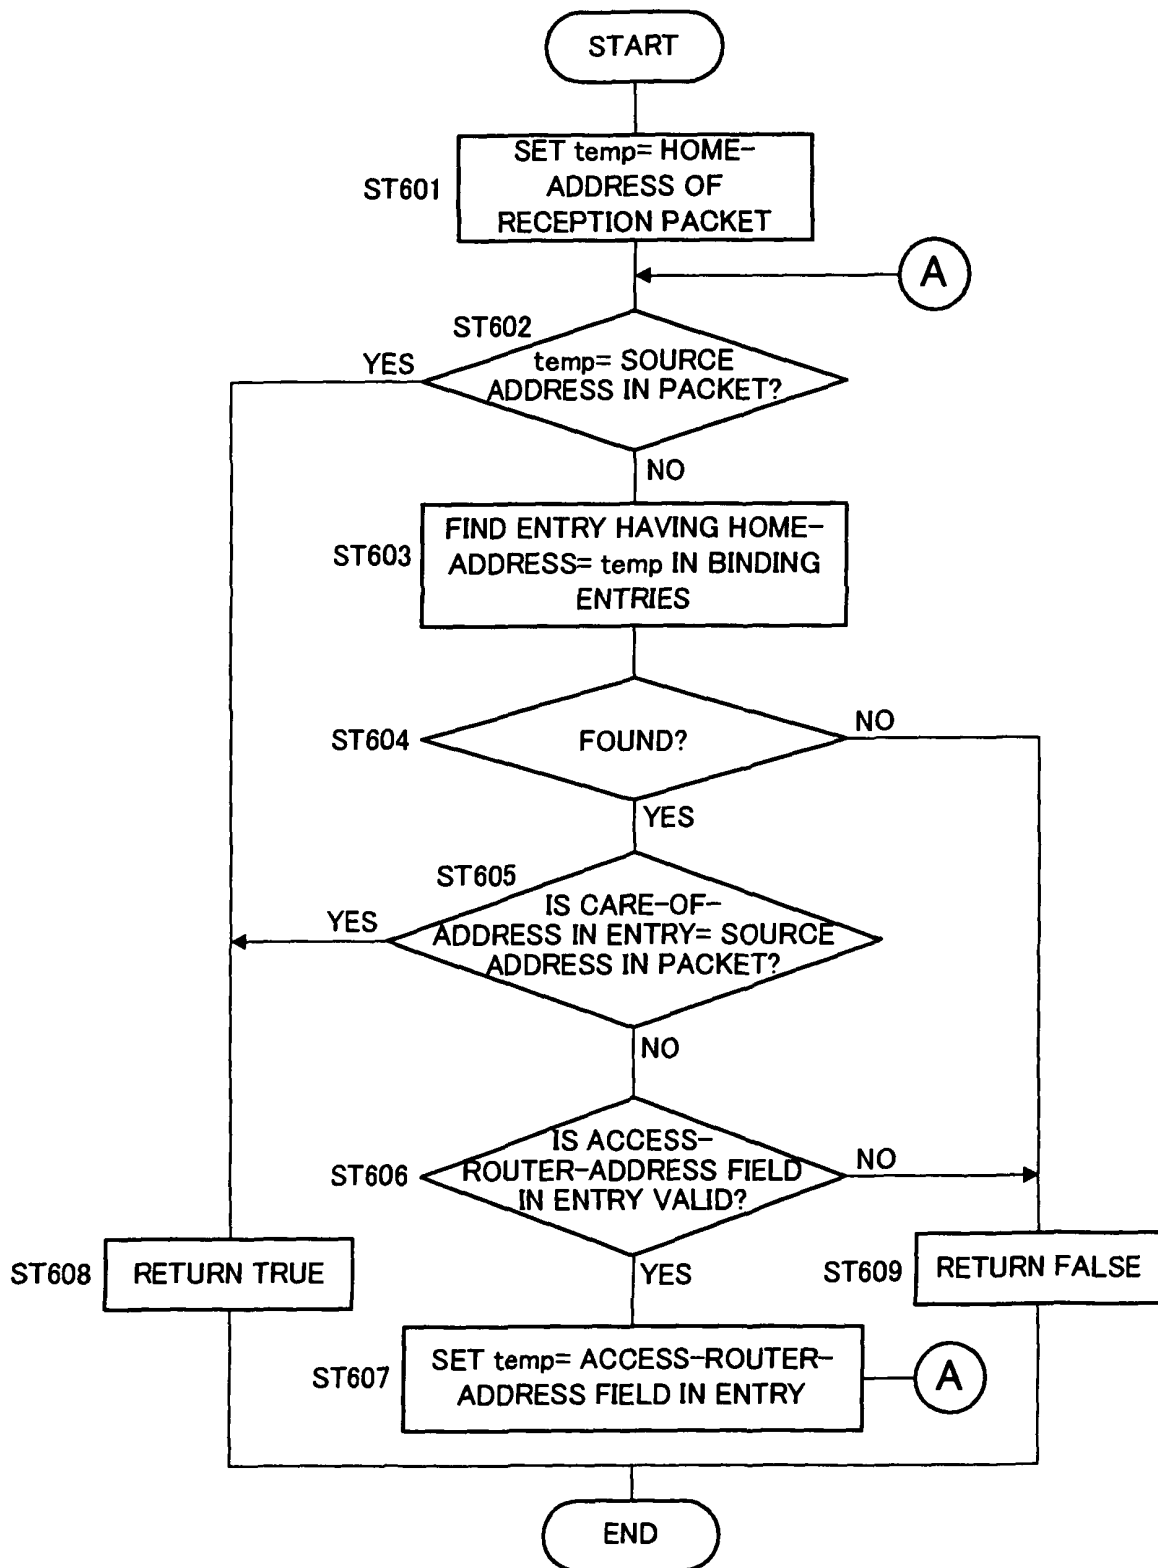 START
ST601
SET temp= HOME-
ADDRESS OF
RECEPTION PACKET
A
ST602
YES
temp= SOURCE
ADDRESS IN PACKET?
NO
ST603
FIND ENTRY HAVING HOME-
ADDRESS= temp IN BINDING
ENTRIES
ST604
FOUND?
NO
YES
ST605
YES
IS CARE-OF-
ADDRESS IN ENTRY= SOURCE
ADDRESS IN PACKET?
NO
ST606
IS ACCESS-
ROUTER-ADDRESS FIELD
IN ENTRY VALID?
NO
YES
ST608
RETURN TRUE
ST609
RETURN FALSE
ST607
SET temp= ACCESS-ROUTER-
ADDRESS FIELD IN ENTRY
A
END